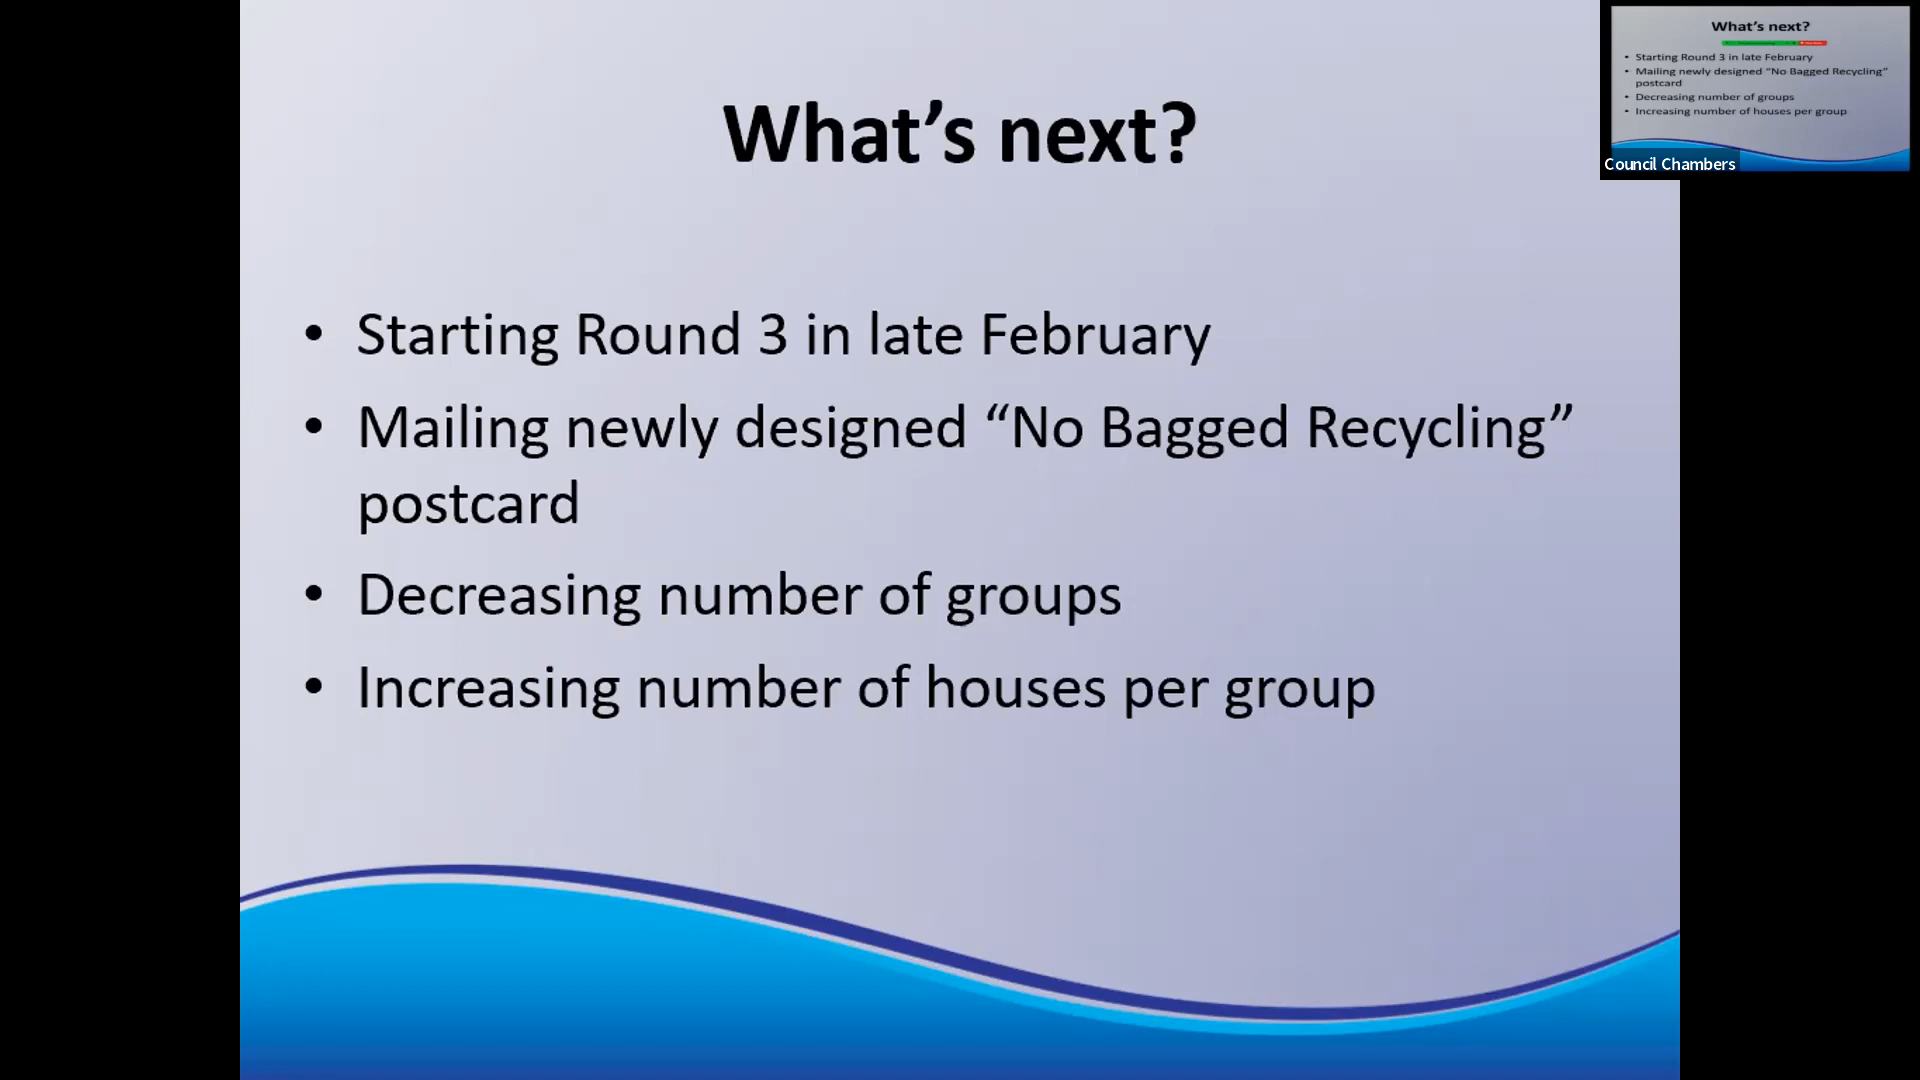 What’s next?
• Starting Round 3 in late February
• Mailing newly designed “No Bagged Recycling”
postcard
• Decreasing number of groups
• Increasing number of houses per group
What’s next?
• Starting Round 3 in late February
• Mailing newly designed “No Bagged Recycling”
postcard
• Decreasing number of groups
• Increasing number of houses per group
Council Chambers